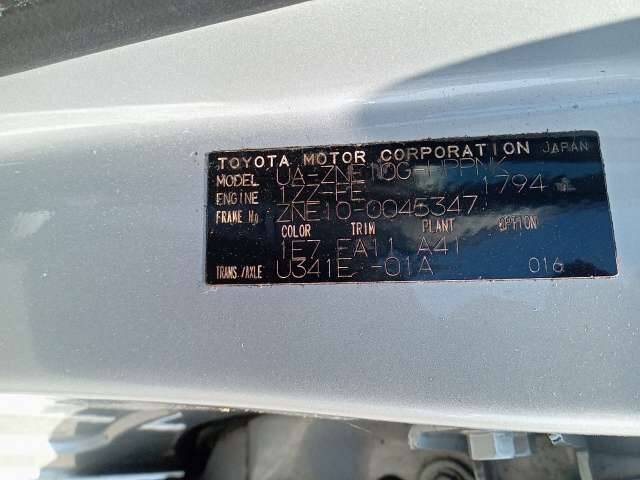 TOYOTA MOTOR CORPORATION JAPAN
MODEL UA-ZNE10G-HPPNK
ENGINE 1ZZ-FE 1794
FRAME No ZNE10-0045347
COLOR TRIM PLANT OPTION
1E7 FA11 A41
TRANS./AXLE U341E -01A 016